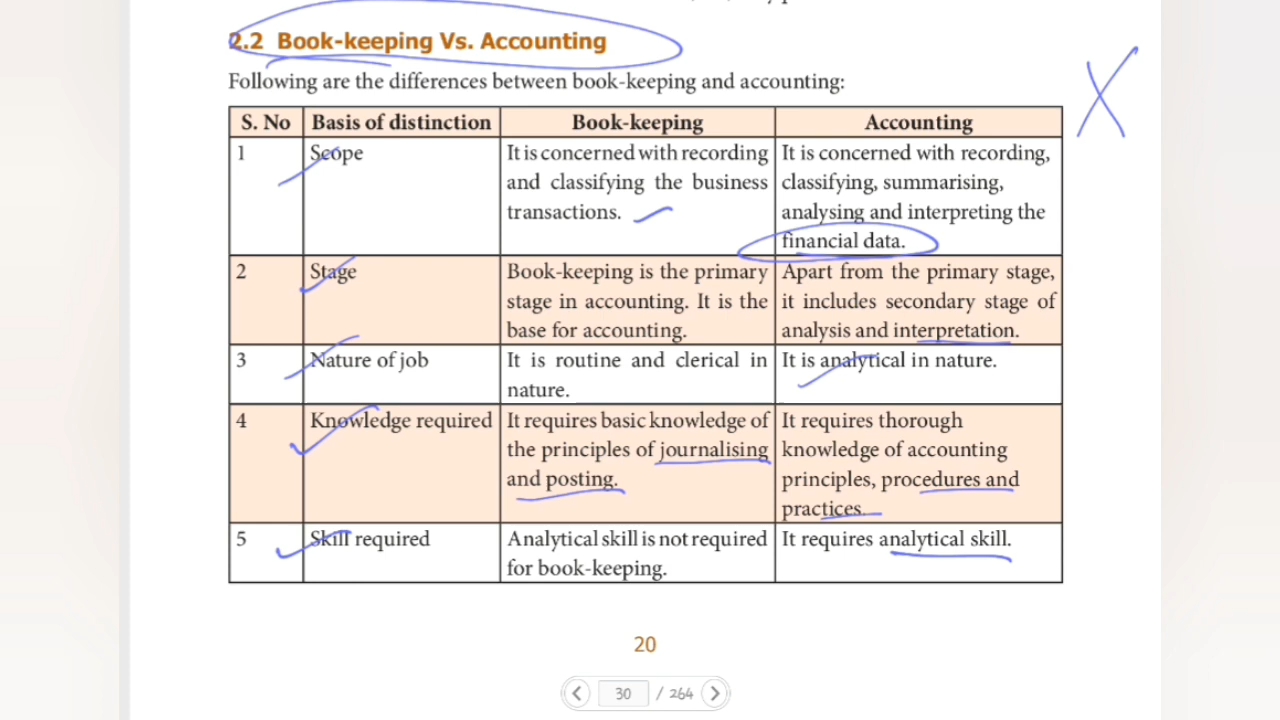 2.2 Book-keeping Vs. Accounting
Following are the differences between book-keeping and accounting:
S. No Basis of distinction Book-keeping Accounting
1 Scope It is concerned with recording It is concerned with recording,
and classifying the business classifying, summarising,
transactions. analysing and interpreting the
financial data.
2 Stage Book-keeping is the primary Apart from the primary stage,
stage in accounting. It is the it includes secondary stage of
base for accounting. analysis and interpretation.
3 Nature of job It is routine and clerical in It is analytical in nature.
nature.
4 Knowledge required It requires basic knowledge of It requires thorough
the principles of journalising knowledge of accounting
and posting. principles, procedures and
practices.
5 Skill required Analytical skill is not required It requires analytical skill.
for book-keeping.
20
30 / 264